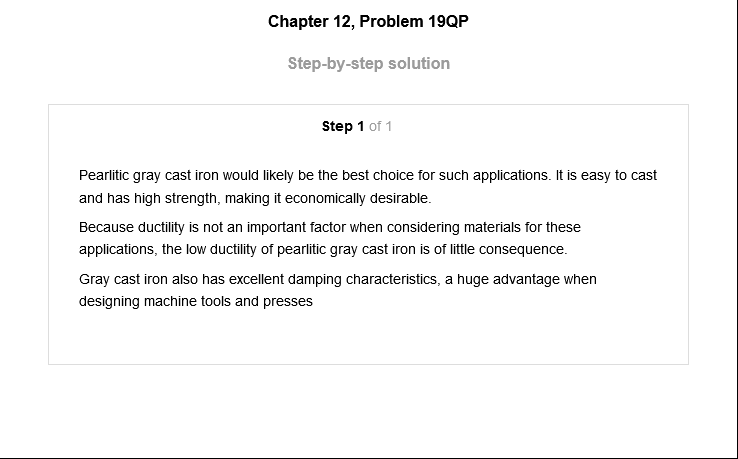 Chapter 12, Problem 19QP
Step-by-step solution
Step 1 of 1
Pearlitic gray cast iron would likely be the best choice for such applications. It is easy to cast
and has high strength, making it economically desirable.
Because ductility is not an important factor when considering materials for these
applications, the low ductility of pearlitic gray cast iron is of little consequence.
Gray cast iron also has excellent damping characteristics, a huge advantage when
designing machine tools and presses